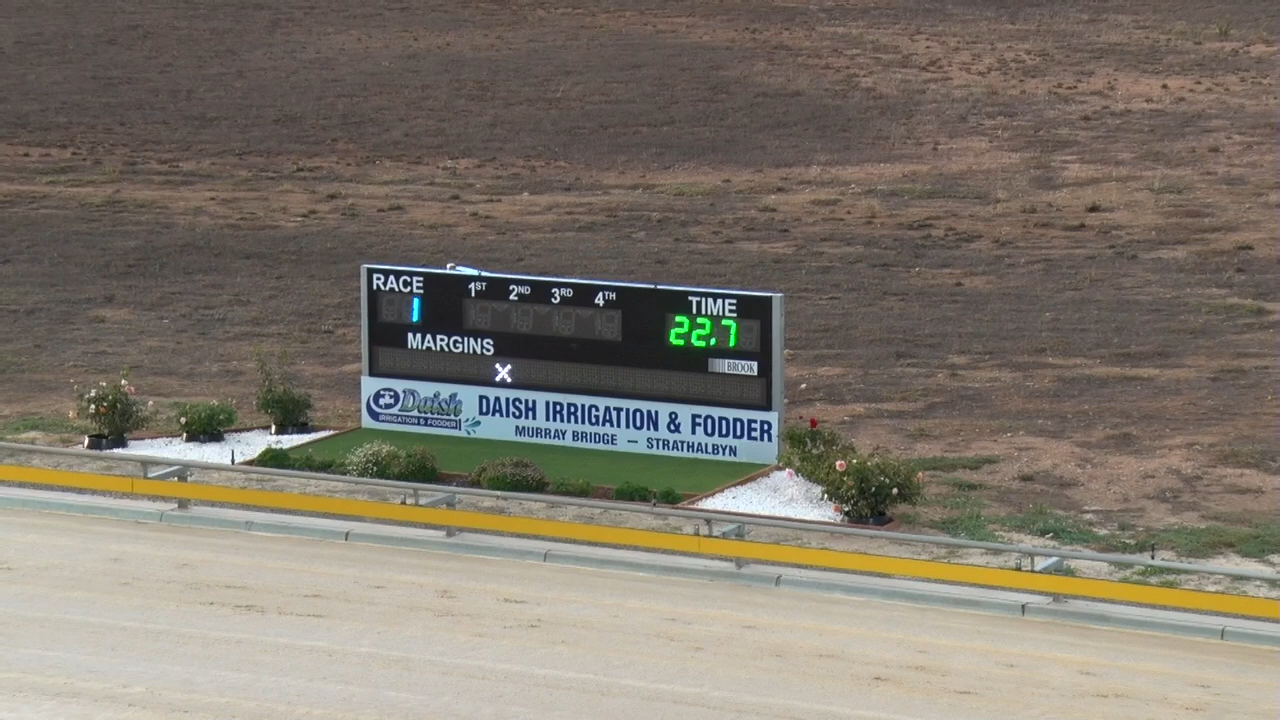 RACE 1ST 2ND 3RD 4TH TIME
1 22.7
MARGINS
BROOK
X
Daish
IRRIGATION & FODDER
DAISH IRRIGATION & FODDER
MURRAY BRIDGE — STRATHALBYN